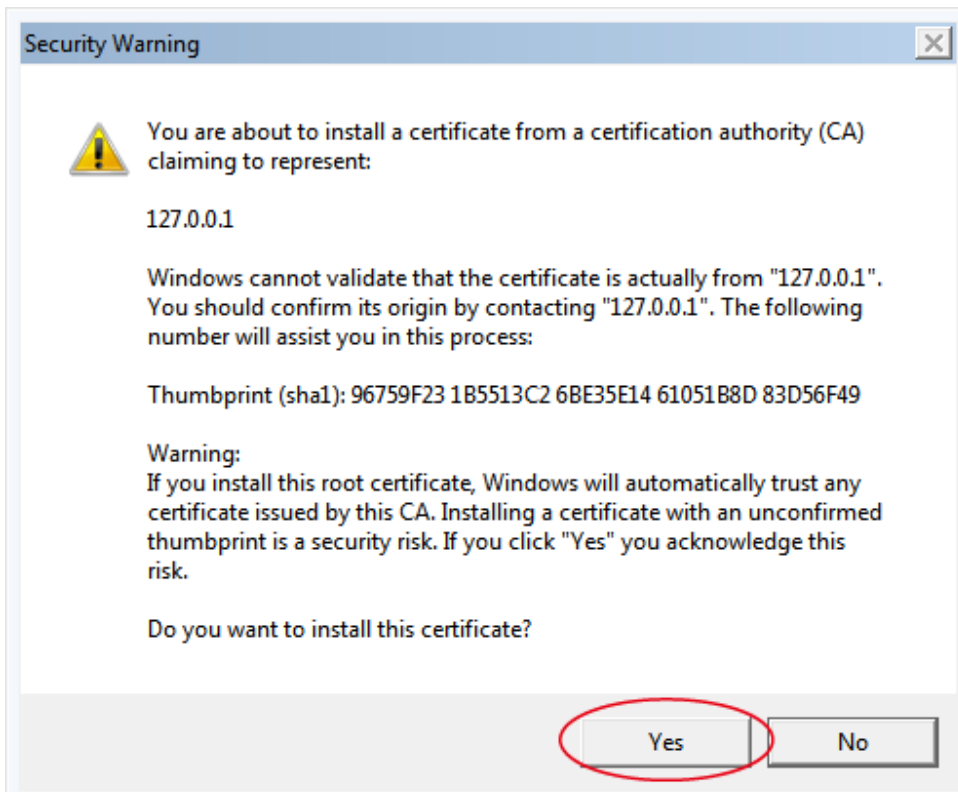 Security Warning
You are about to install a certificate from a certification authority (CA)
claiming to represent:
127.0.0.1
Windows cannot validate that the certificate is actually from "127.0.0.1".
You should confirm its origin by contacting "127.0.0.1". The following
number will assist you in this process:
Thumbprint (sha1): 96759F23 1B5513C2 6BE35E14 61051B8D 83D56F49
Warning:
If you install this root certificate, Windows will automatically trust any
certificate issued by this CA. Installing a certificate with an unconfirmed
thumbprint is a security risk. If you click "Yes" you acknowledge this
risk.
Do you want to install this certificate?
Yes No